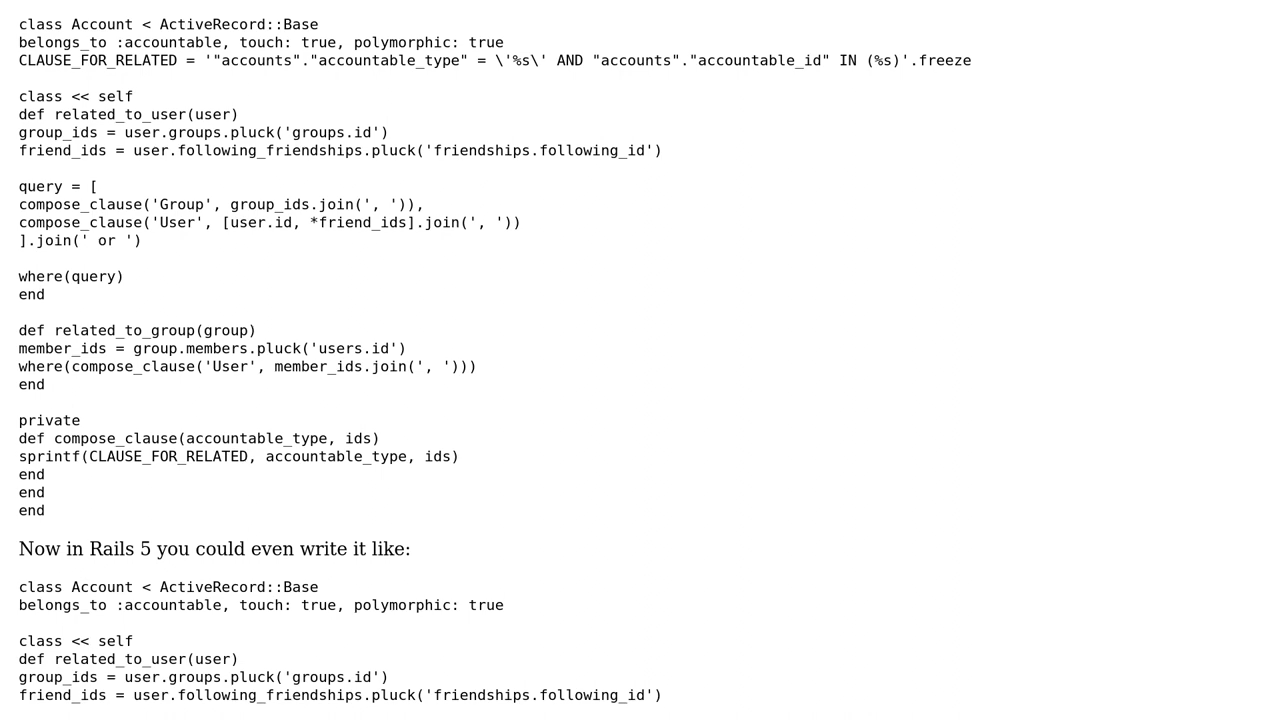 class Account < ActiveRecord::Base
belongs_to :accountable, touch: true, polymorphic: true
CLAUSE_FOR_RELATED = '"accounts"."accountable_type" = \'%s\' AND "accounts"."accountable_id" IN (%s)'.freeze

class << self
def related_to_user(user)
group_ids = user.groups.pluck('groups.id')
friend_ids = user.following_friendships.pluck('friendships.following_id')

query = [
compose_clause('Group', group_ids.join(', ')),
compose_clause('User', [user.id, *friend_ids].join(', '))
].join(' or ')

where(query)
end

def related_to_group(group)
member_ids = group.members.pluck('users.id')
where(compose_clause('User', member_ids.join(', ')))
end

private
def compose_clause(accountable_type, ids)
sprintf(CLAUSE_FOR_RELATED, accountable_type, ids)
end
end
end

Now in Rails 5 you could even write it like:

class Account < ActiveRecord::Base
belongs_to :accountable, touch: true, polymorphic: true

class << self
def related_to_user(user)
group_ids = user.groups.pluck('groups.id')
friend_ids = user.following_friendships.pluck('friendships.following_id')